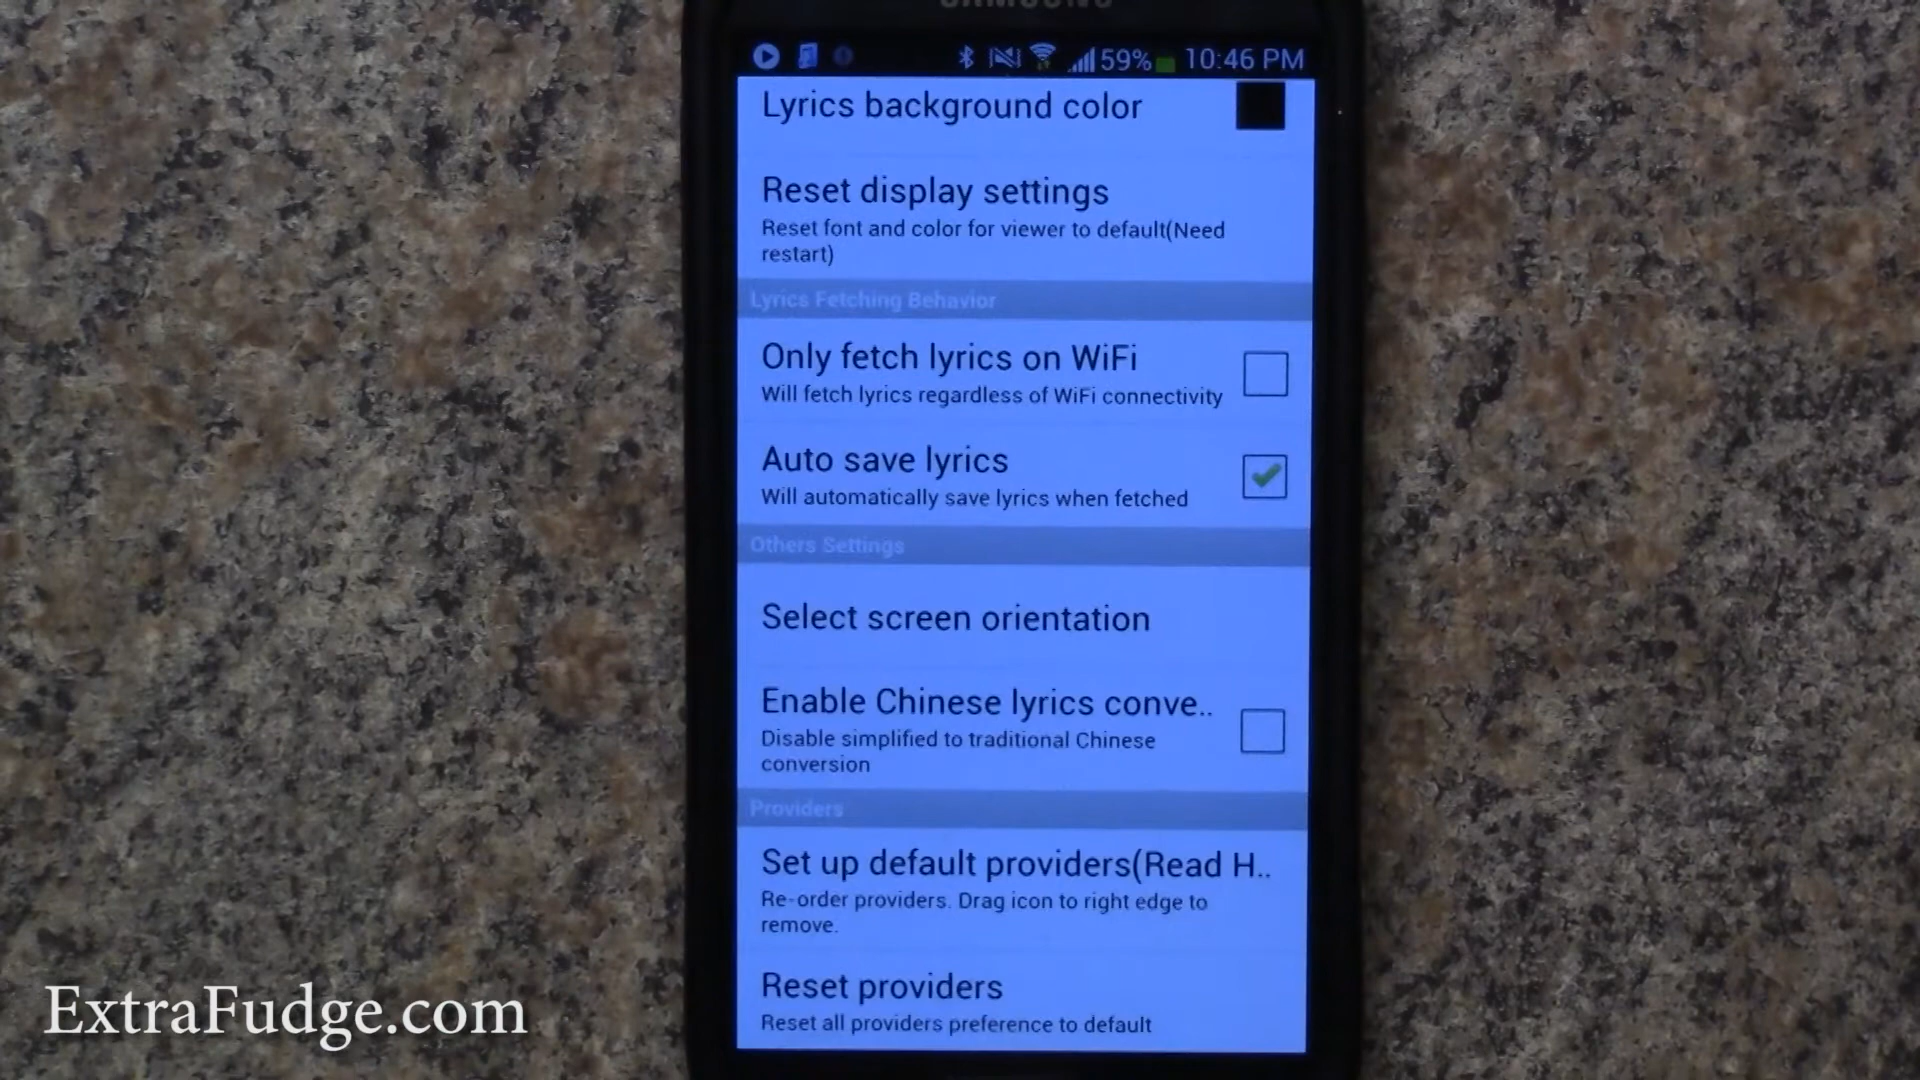 SAMSUNG
59% 10:46 PM
Lyrics background color
Reset display settings
Reset font and color for viewer to default(Need
restart)
Lyrics Fetching Behavior
Only fetch lyrics on WiFi
Will fetch lyrics regardless of WiFi connectivity
Auto save lyrics
Will automatically save lyrics when fetched
Others Settings
Select screen orientation
Enable Chinese lyrics conve..
Disable simplified to traditional Chinese
conversion
Providers
Set up default providers(Read H..
Re-order providers. Drag icon to right edge to
remove.
Reset providers
Reset all providers preference to default
ExtraFudge.com